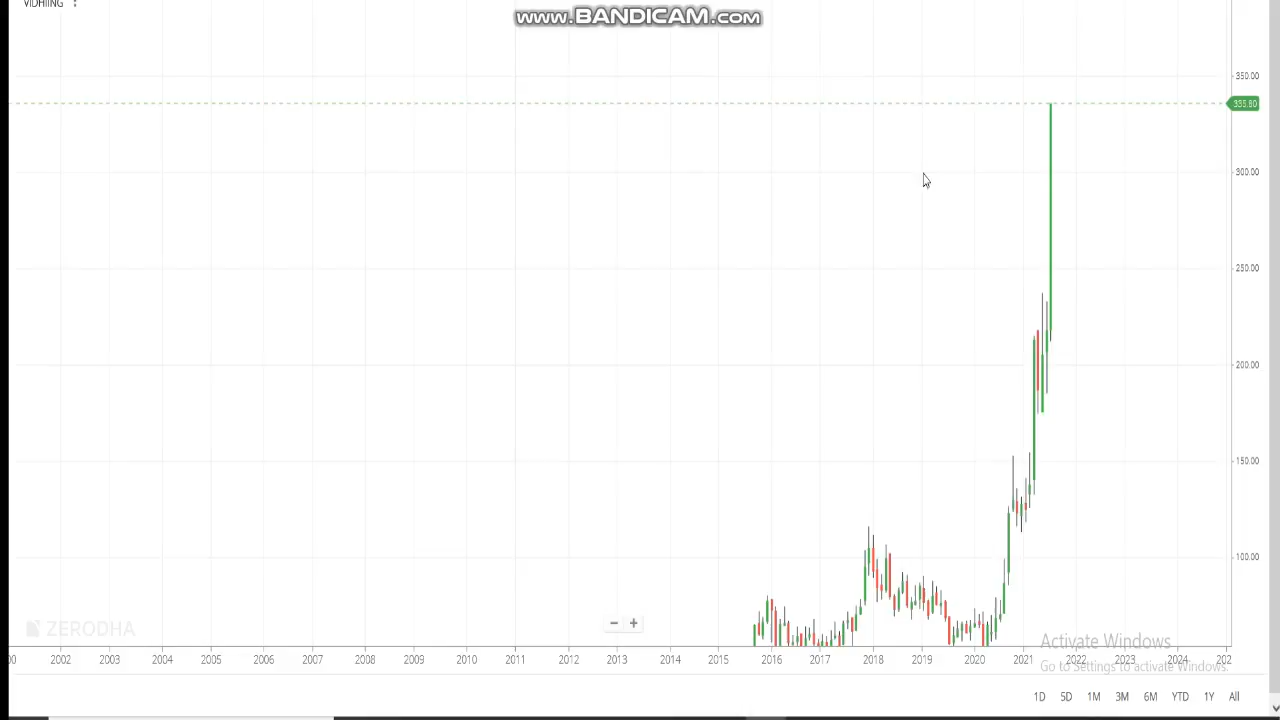 VIDHIING :
www.BANDICAM.com
350.00
335.80
300.00
250.00
200.00
150.00
100.00
ZERODHA
Activate Windows
Go to Settings to activate Windows.
00 2002 2003 2004 2005 2006 2007 2008 2009 2010 2011 2012 2013 2014 2015 2016 2017 2018 2019 2020 2021 2022 2023 2024 202
1D 5D 1M 3M 6M YTD 1Y All